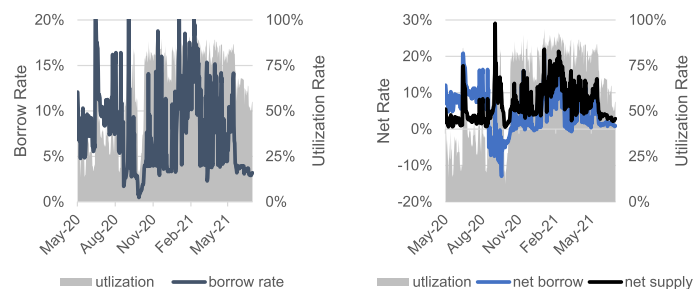 20%
15%
10%
5%
0%
Borrow Rate
100%
75%
50%
25%
0%
Utilization Rate
May-20
Aug-20
Nov-20
Feb-21
May-21
utlization borrow rate
30%
20%
10%
0%
-10%
-20%
Net Rate
100%
75%
50%
25%
0%
Utilization Rate
May-20
Aug-20
Nov-20
Feb-21
May-21
utlization net borrow net supply